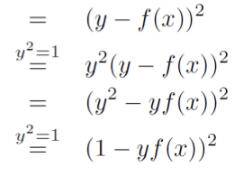 = (y − f(x))²
y²=1
= y²(y − f(x))²
= (y² − yf(x))²
y²=1
= (1 − yf(x))²